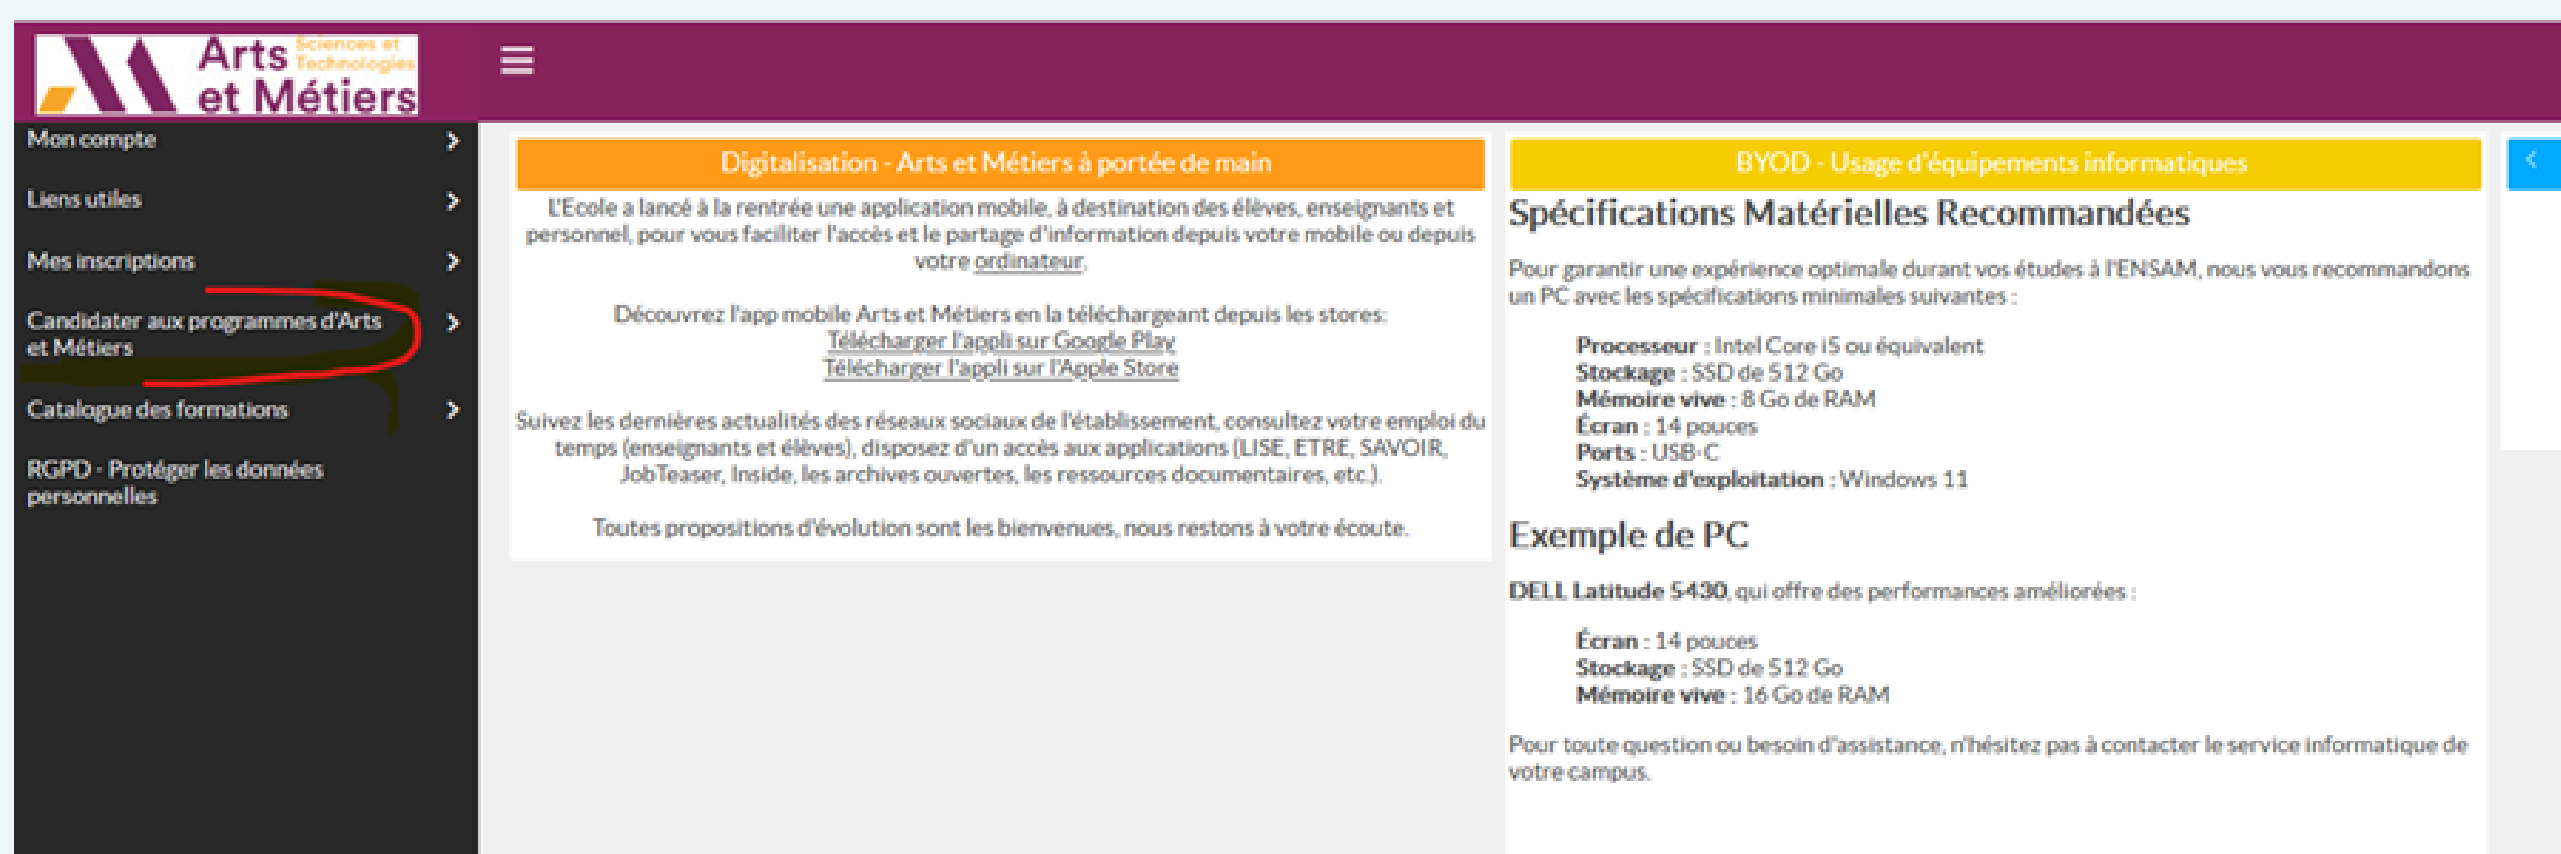 Arts Sciences et
Technologies
et Métiers
Mon compte
Liens utiles
Mes inscriptions
Candidater aux programmes d'Arts
et Métiers
Catalogue des formations
RGPD - Protéger les données
personnelles
Digitalisation - Arts et Métiers à portée de main
L'Ecole a lancé à la rentrée une application mobile, à destination des élèves, enseignants et
personnel, pour vous faciliter l'accès et le partage d'information depuis votre mobile ou depuis
votre ordinateur.
Découvrez l'app mobile Arts et Métiers en la téléchargeant depuis les stores:
Télécharger l'appli sur Google Play
Télécharger l'appli sur l'Apple Store
Suivez les dernières actualités des réseaux sociaux de l'établissement, consultez votre emploi du
temps (enseignants et élèves), disposez d'un accès aux applications (LISE, ETRE, SAVOIR,
JobTeaser, Inside, les archives ouvertes, les ressources documentaires, etc.).
Toutes propositions d'évolution sont les bienvenues, nous restons à votre écoute.
BYOD - Usage d'équipements informatiques
Spécifications Matérielles Recommandées
Pour garantir une expérience optimale durant vos études à l'ENSAM, nous vous recommandons
un PC avec les spécifications minimales suivantes :
Processeur : Intel Core i5 ou équivalent
Stockage : SSD de 512 Go
Mémoire vive : 8 Go de RAM
Écran : 14 pouces
Ports : USB-C
Système d'exploitation : Windows 11
Exemple de PC
DELL Latitude 5430, qui offre des performances améliorées :
Écran : 14 pouces
Stockage : SSD de 512 Go
Mémoire vive : 16 Go de RAM
Pour toute question ou besoin d'assistance, n'hésitez pas à contacter le service informatique de
votre campus.